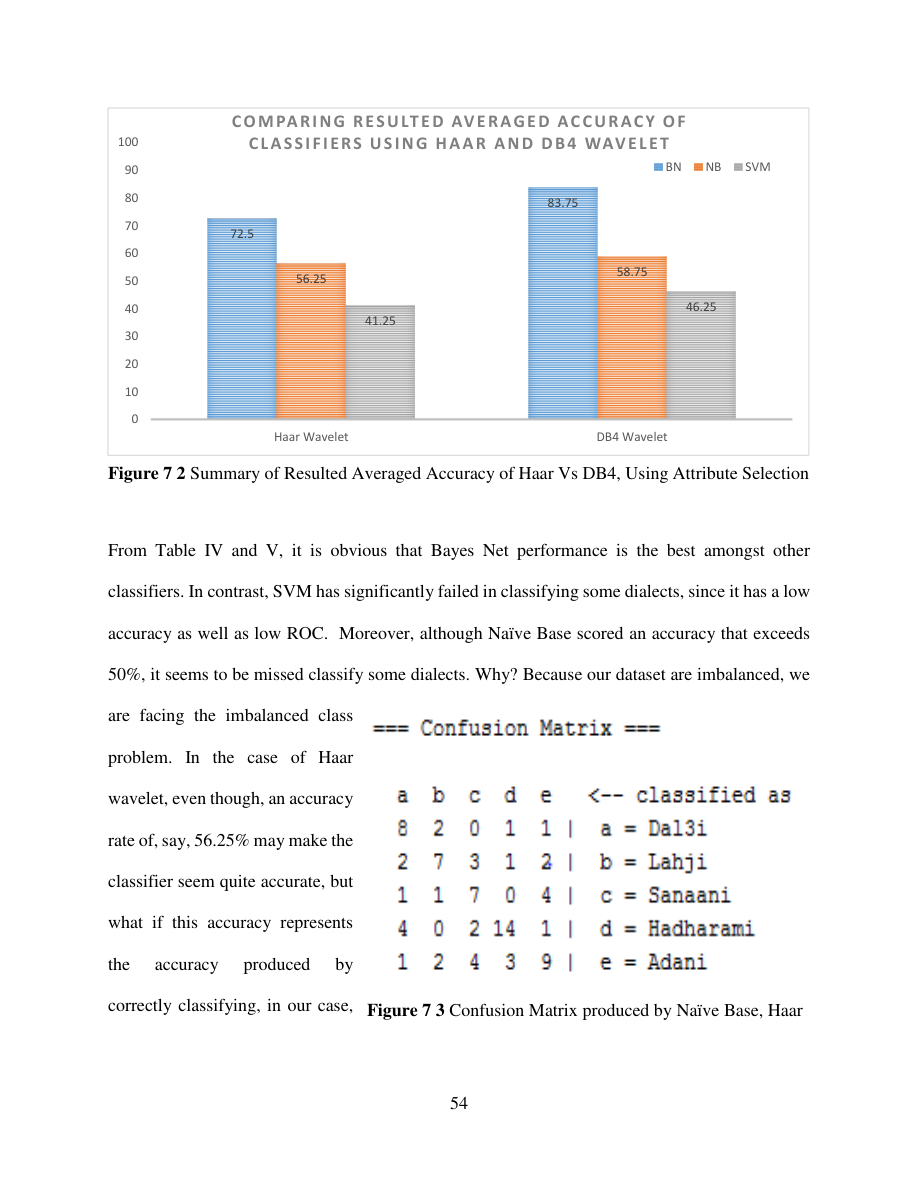 COMPARING RESULTED AVERAGED ACCURACY OF
CLASSIFIERS USING HAAR AND DB4 WAVELET
BN NB SVM
100
90
80
70
60
50
40
30
20
10
0
72.5
56.25
41.25
83.75
58.75
46.25
Haar Wavelet
DB4 Wavelet
Figure 7 2 Summary of Resulted Averaged Accuracy of Haar Vs DB4, Using Attribute Selection
From Table IV and V, it is obvious that Bayes Net performance is the best amongst other
classifiers. In contrast, SVM has significantly failed in classifying some dialects, since it has a low
accuracy as well as low ROC. Moreover, although Naïve Base scored an accuracy that exceeds
50%, it seems to be missed classify some dialects. Why? Because our dataset are imbalanced, we
are facing the imbalanced class
problem. In the case of Haar
wavelet, even though, an accuracy
rate of, say, 56.25% may make the
classifier seem quite accurate, but
what if this accuracy represents
the accuracy produced by
correctly classifying, in our case,
=== Confusion Matrix ===
a b c d e <-- classified as
8 2 0 1 1 | a = Dal3i
2 7 3 1 2 | b = Lahji
1 1 7 0 4 | c = Sanaani
4 0 2 14 1 | d = Hadharami
1 2 4 3 9 | e = Adani
Figure 7 3 Confusion Matrix produced by Naïve Base, Haar
54